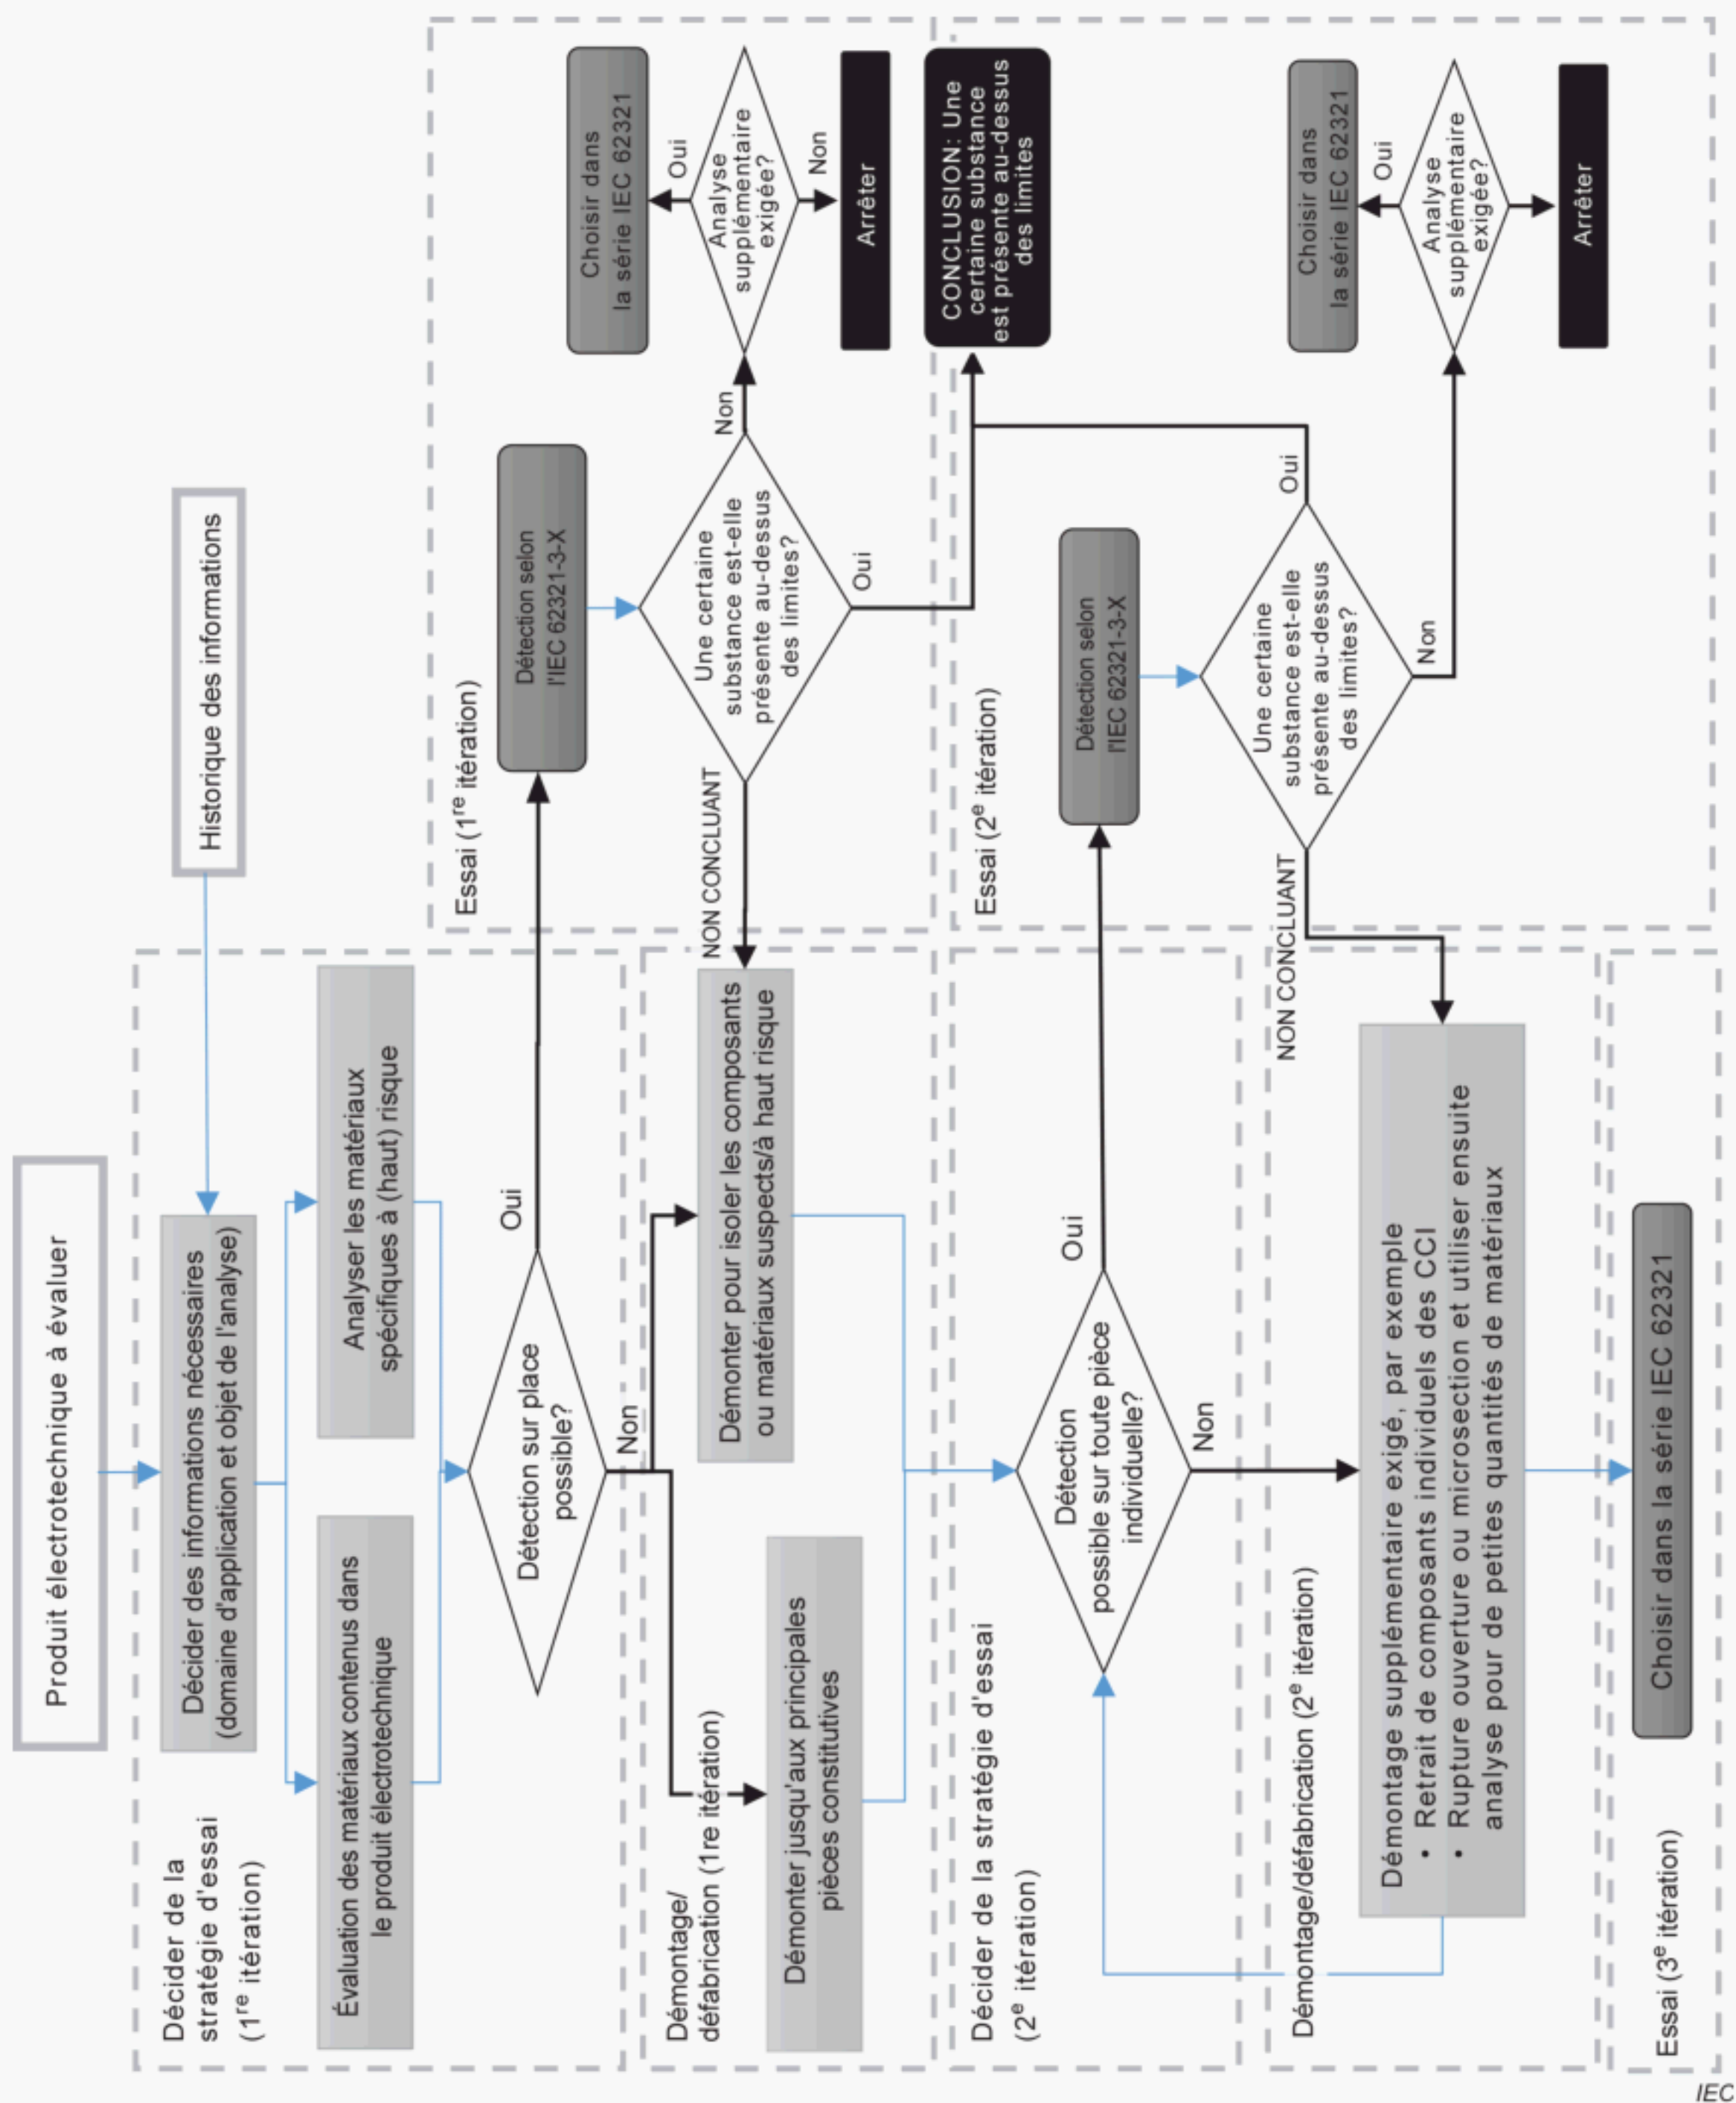 Produit électrotechnique à évaluer
Historique des informations
Décider de la
stratégie d'essai
(1re itération)
Décider des informations nécessaires
(domaine d'application et objet de l'analyse)
Évaluation des matériaux contenus dans
le produit électrotechnique
Analyser les matériaux
spécifiques à (haut) risque
Détection sur place
possible?
Oui
Non
Essai (1re itération)
Détection selon
l'IEC 62321-3-X
Une certaine
substance est-elle
présente au-dessus
des limites?
Non
Oui
NON CONCLUANT
Choisir dans
la série IEC 62321
Oui
Analyse
supplémentaire
exigée?
Non
Arrêter
Démontage/
défabrication (1re itération)
Démonter jusqu'aux principales
pièces constitutives
Démonter pour isoler les composants
ou matériaux suspects/à haut risque
CONCLUSION: Une
certaine substance
est présente au-dessus
des limites
Décider de la stratégie d'essai
(2e itération)
Détection
possible sur toute pièce
individuelle?
Oui
Non
Essai (2e itération)
Détection selon
l'IEC 62321-3-X
Une certaine
substance est-elle
présente au-dessus
des limites?
Oui
Non
NON CONCLUANT
Choisir dans
la série IEC 62321
Oui
Analyse
supplémentaire
exigée?
Arrêter
Démontage/défabrication (2e itération)
Démontage supplémentaire exigé, par exemple
• Retrait de composants individuels des CCI
• Rupture ouverture ou microsection et utiliser ensuite
analyse pour de petites quantités de matériaux
Essai (3e itération)
Choisir dans la série IEC 62321
IEC